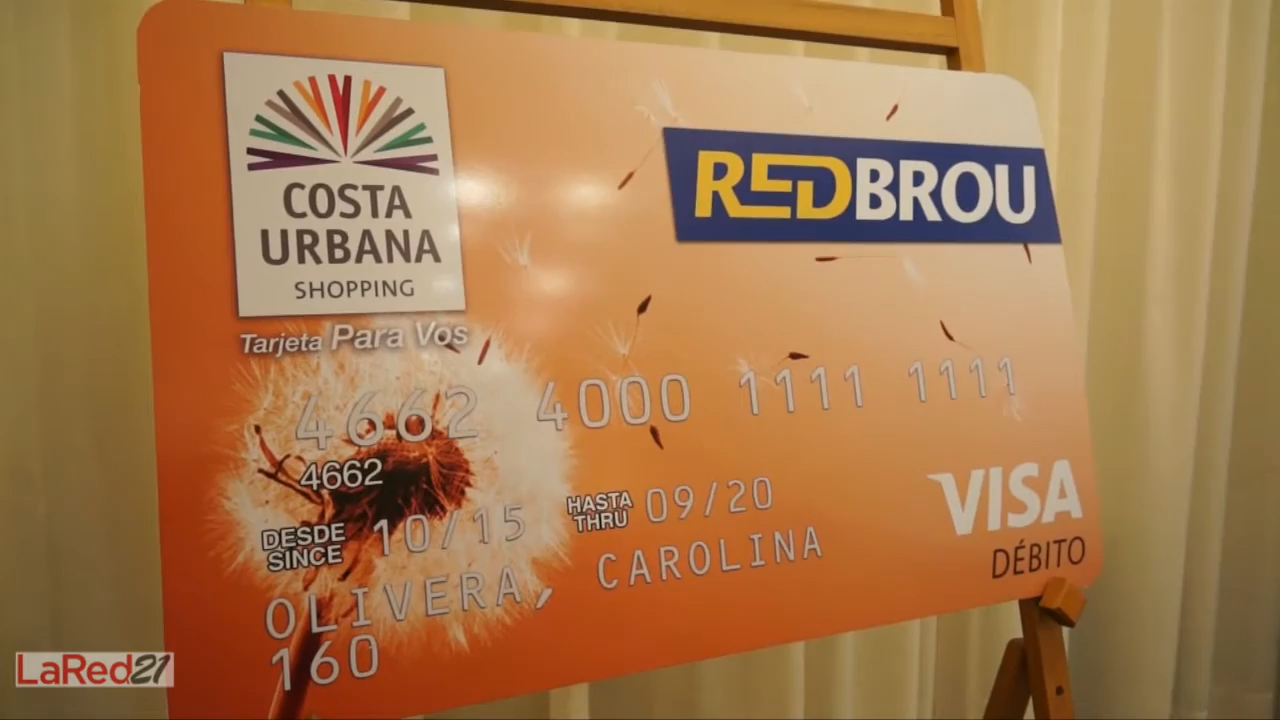 COSTA
URBANA
SHOPPING
Tarjeta Para Vos
REDBROU
4662 4000 1111 1111
4662
DESDE
SINCE
10/15
HASTA
THRU
09/20
OLIVERA, CAROLINA
160
VISA
DÉBITO
LaRed21